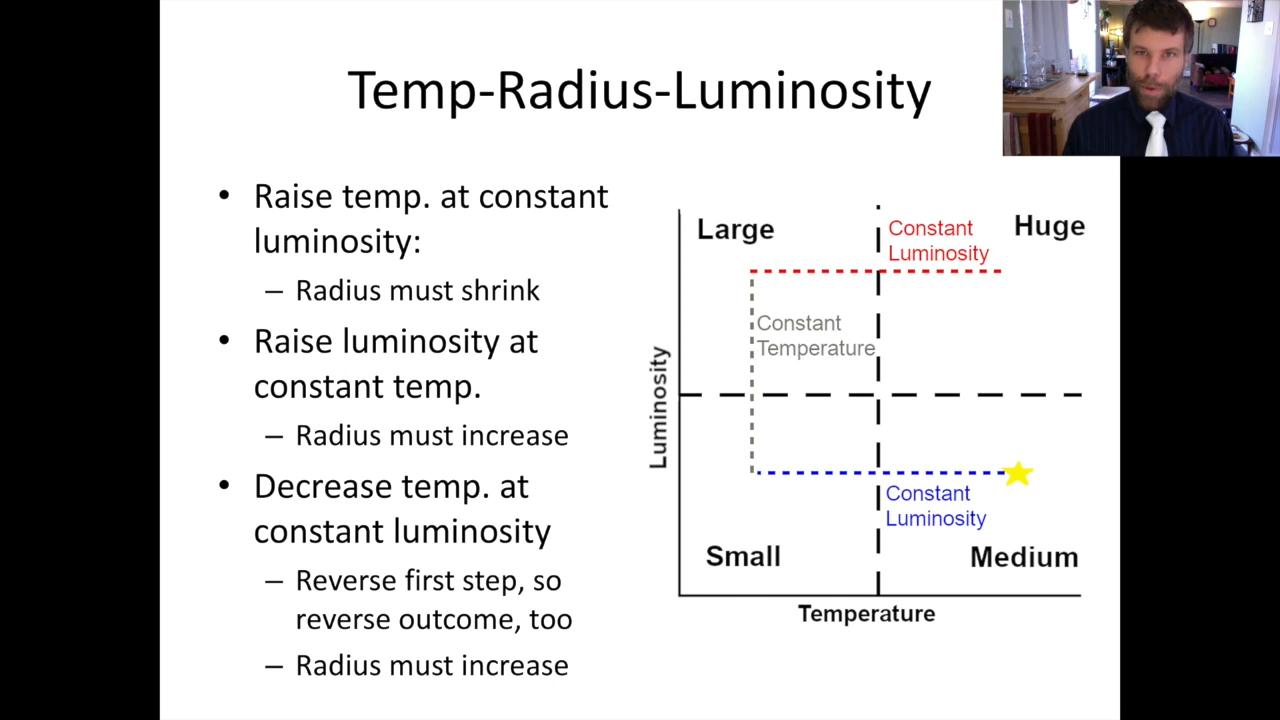 Temp-Radius-Luminosity
• Raise temp. at constant
luminosity:
– Radius must shrink
• Raise luminosity at
constant temp.
– Radius must increase
• Decrease temp. at
constant luminosity
– Reverse first step, so
reverse outcome, too
– Radius must increase
Large
Constant
Luminosity
Huge
Constant
Temperature
Luminosity
Constant
Luminosity
Small
Medium
Temperature